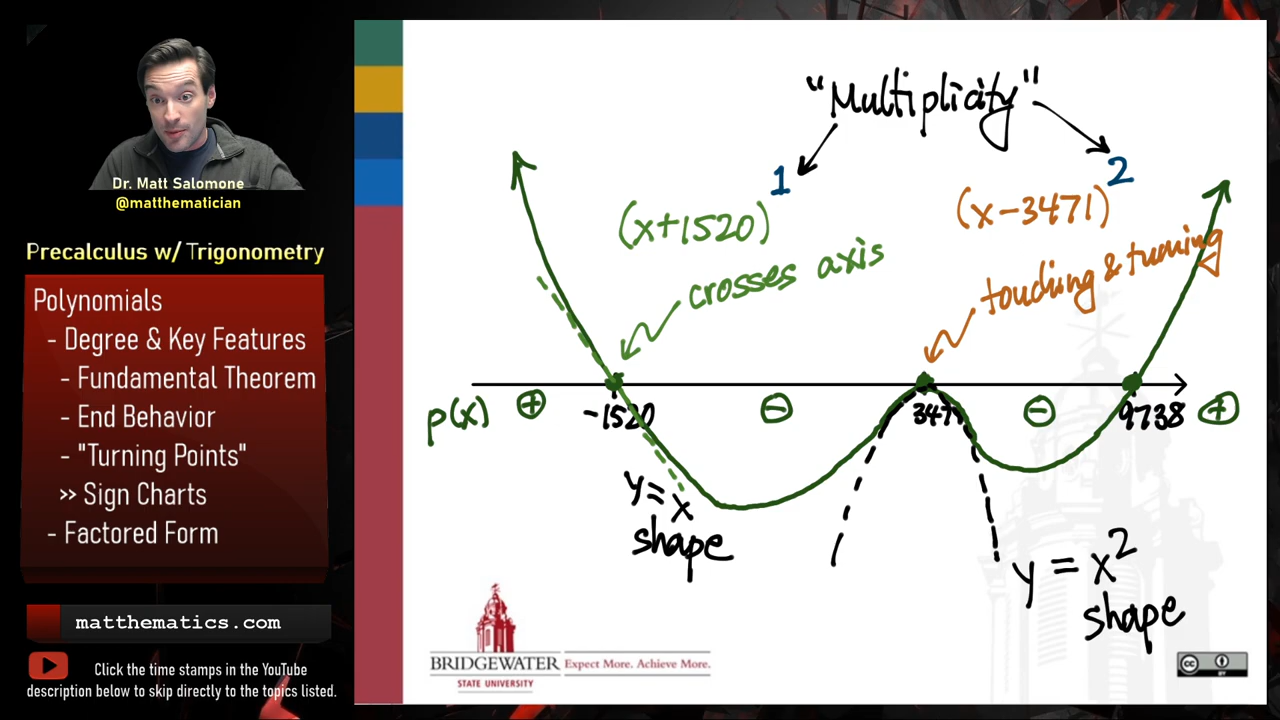 Dr. Matt Salomone
@matthematician
Precalculus w/ Trigonometry
Polynomials
- Degree & Key Features
- Fundamental Theorem
- End Behavior
- "Turning Points"
>> Sign Charts
- Factored Form
matthematics.com
Click the time stamps in the YouTube
description below to skip directly to the topics listed.
"Multiplicity"
1 2
(x+1520) (x-3471)
crosses axis
touching & turning
p(x) + -1520 - 3471 - 9738 +
y = x
shape
y = x²
shape
BRIDGEWATER
STATE UNIVERSITY
Expect More. Achieve More.
cc
BY